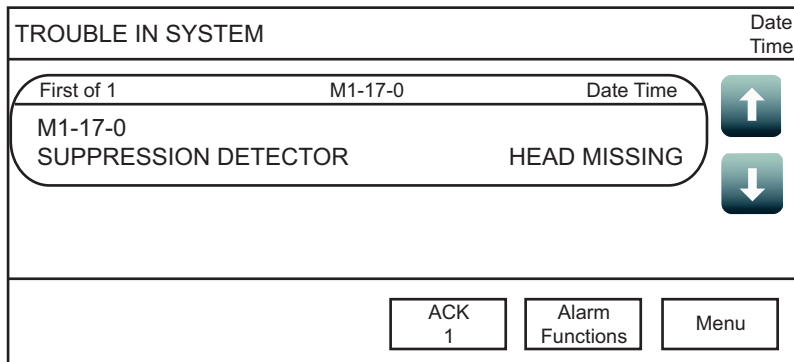 TROUBLE IN SYSTEM
Date
Time
First of 1 M1-17-0 Date Time
M1-17-0
SUPPRESSION DETECTOR HEAD MISSING
ACK
1
Alarm
Functions
Menu